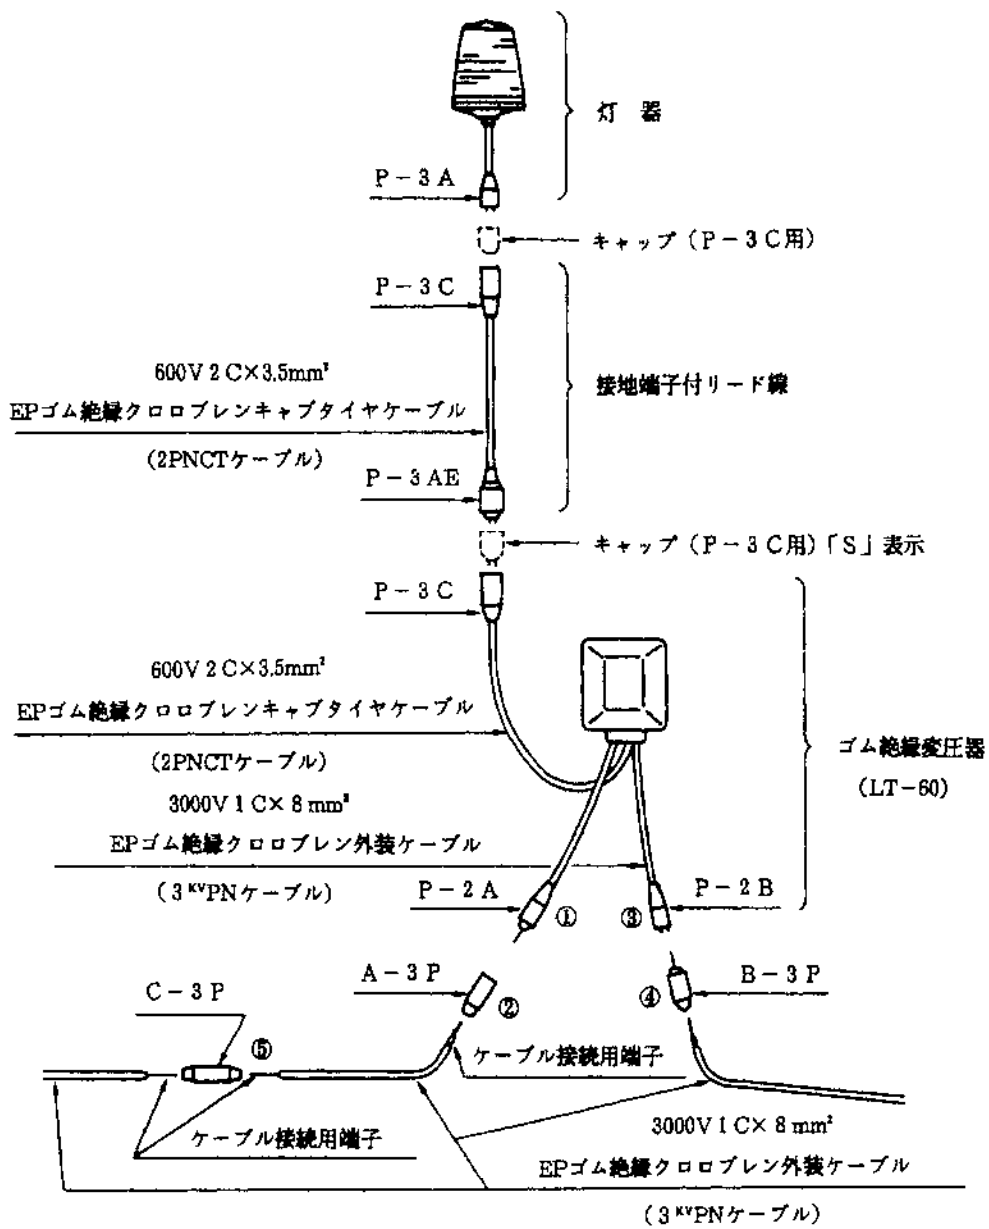 灯器
P-3A
キャップ(P-3C用)
P-3C
600V 2C×3.5mm²
EPゴム絶縁クロロプレンキャブタイヤケーブル
(2PNCTケーブル)
接地端子付リード線
P-3AE
キャップ(P-3C用)「S」表示
P-3C
600V 2C×3.5mm²
EPゴム絶縁クロロプレンキャブタイヤケーブル
(2PNCTケーブル)
ゴム絶縁変圧器
(LT-60)
3000V 1C×8mm²
EPゴム絶縁クロロプレン外装ケーブル
(3KVPNケーブル)
P-2A
①
③
P-2B
A-3P
②
④
B-3P
C-3P
⑤
ケーブル接続用端子
ケーブル接続用端子
3000V 1C×8mm²
EPゴム絶縁クロロプレン外装ケーブル
(3KVPNケーブル)